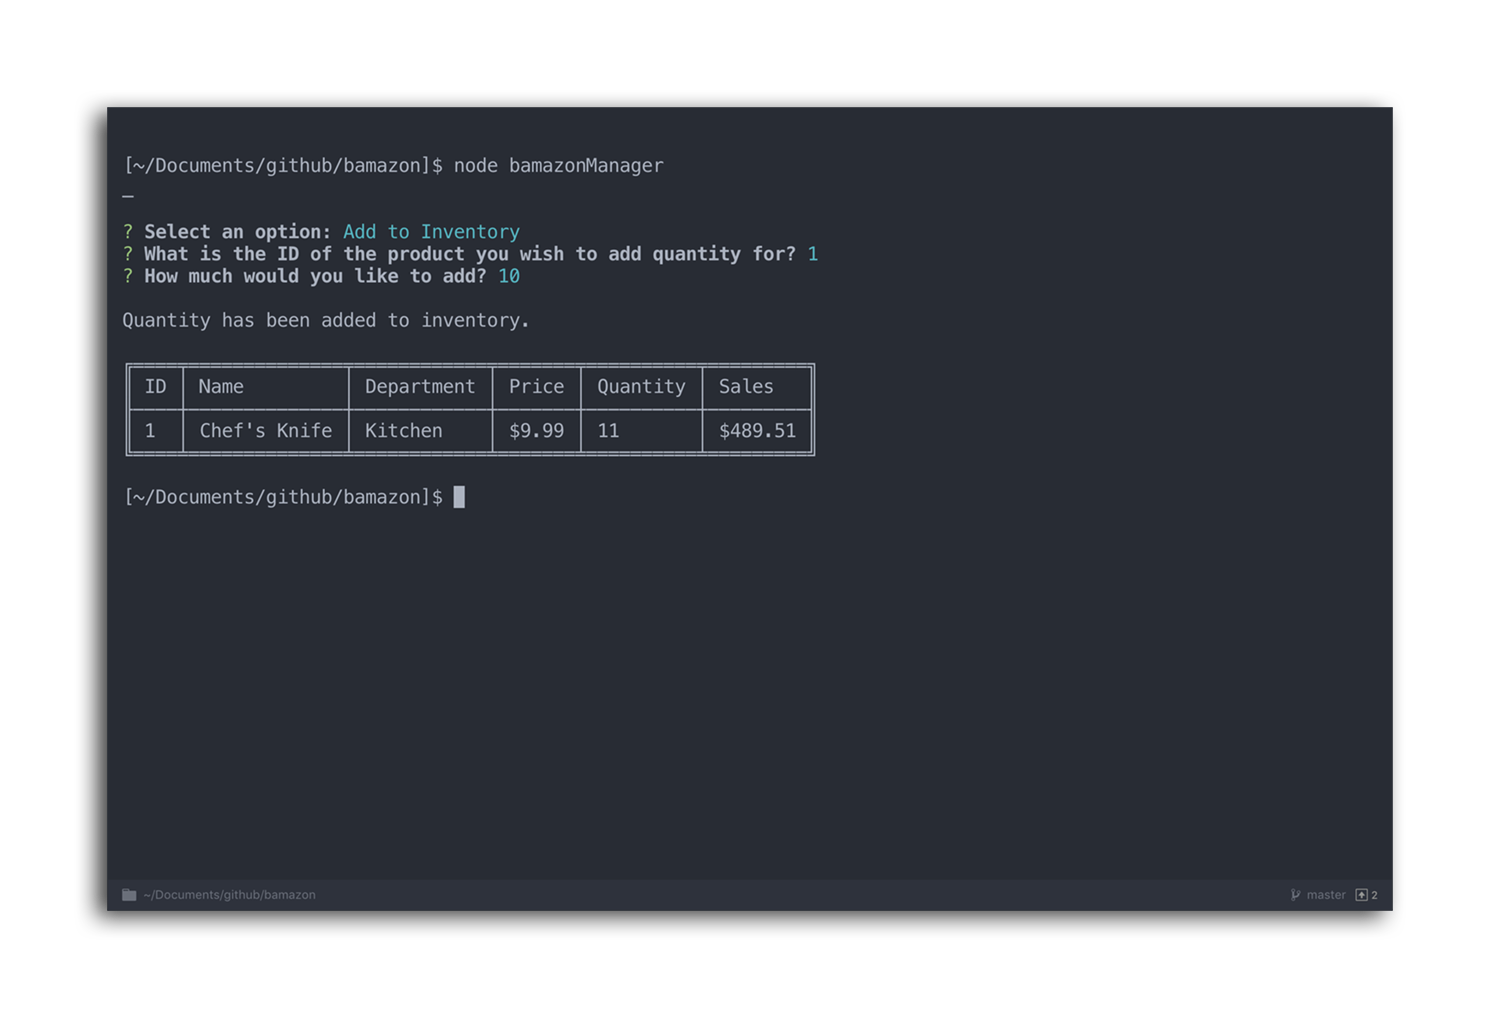 [~/Documents/github/bamazon]$ node bamazonManager
_
? Select an option: Add to Inventory
? What is the ID of the product you wish to add quantity for? 1
? How much would you like to add? 10
Quantity has been added to inventory.
ID Name Department Price Quantity Sales
1 Chef's Knife Kitchen $9.99 11 $489.51
[~/Documents/github/bamazon]$
~/Documents/github/bamazon master 2